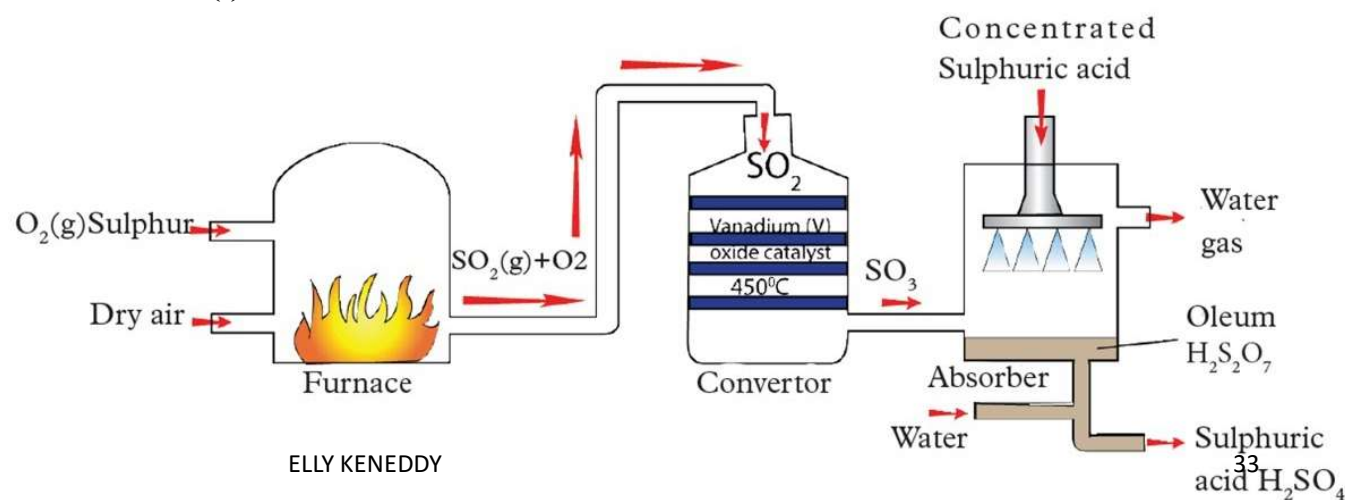 Concentrated
Sulphuric acid
O₂(g)Sulphur
Dry air
Furnace
SO₂(g)+O2
SO₂
Vanadium (V)
oxide catalyst
450⁰C
Convertor
SO₃
Water
gas
Oleum
H₂S₂O₇
Absorber
Water
Sulphuric
acid H₂SO₄
ELLY KENEDDY
33